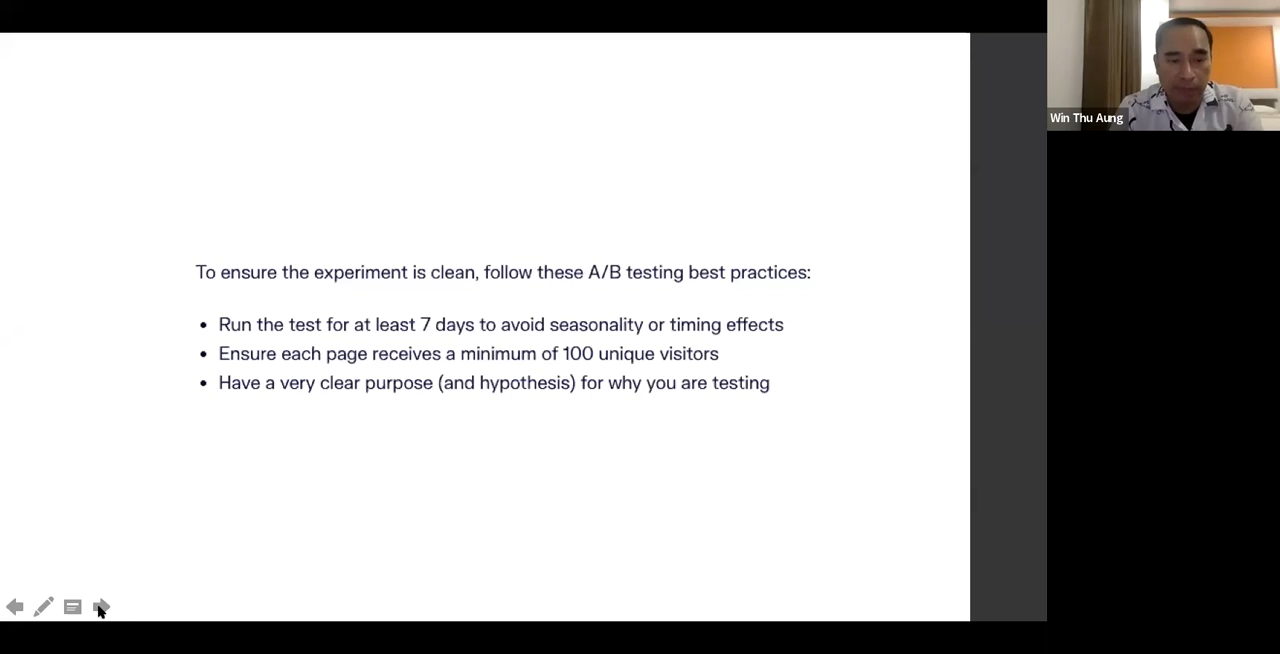 To ensure the experiment is clean, follow these A/B testing best practices:
• Run the test for at least 7 days to avoid seasonality or timing effects
• Ensure each page receives a minimum of 100 unique visitors
• Have a very clear purpose (and hypothesis) for why you are testing
Win Thu Aung